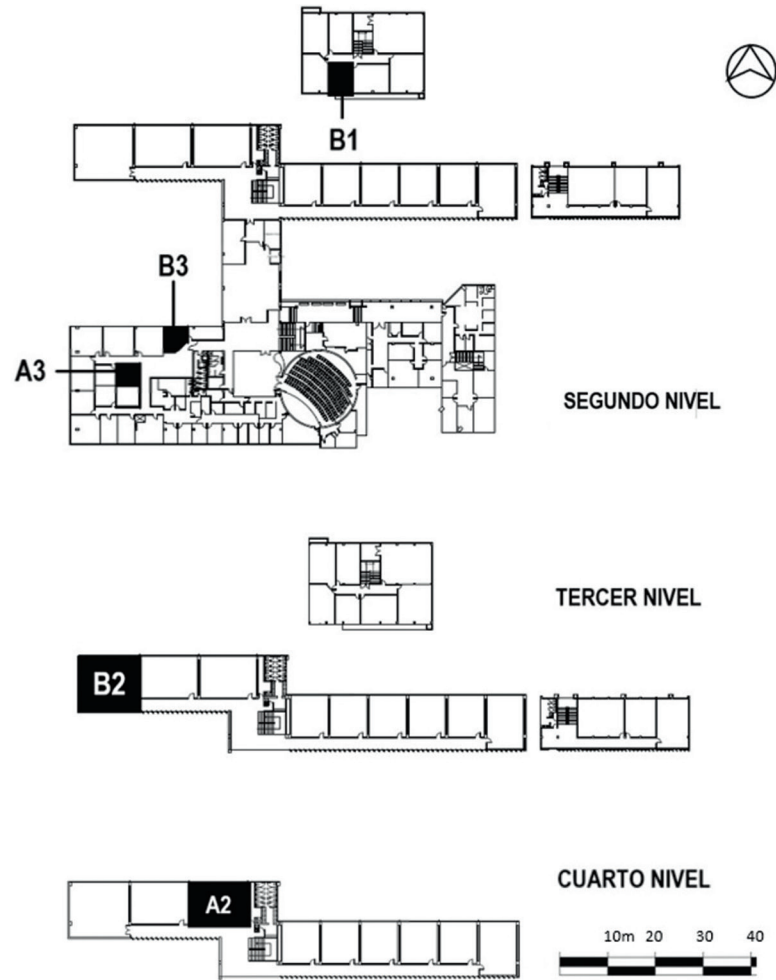 B1
B3
A3
SEGUNDO NIVEL
TERCER NIVEL
B2
CUARTO NIVEL
A2
10m 20 30 40